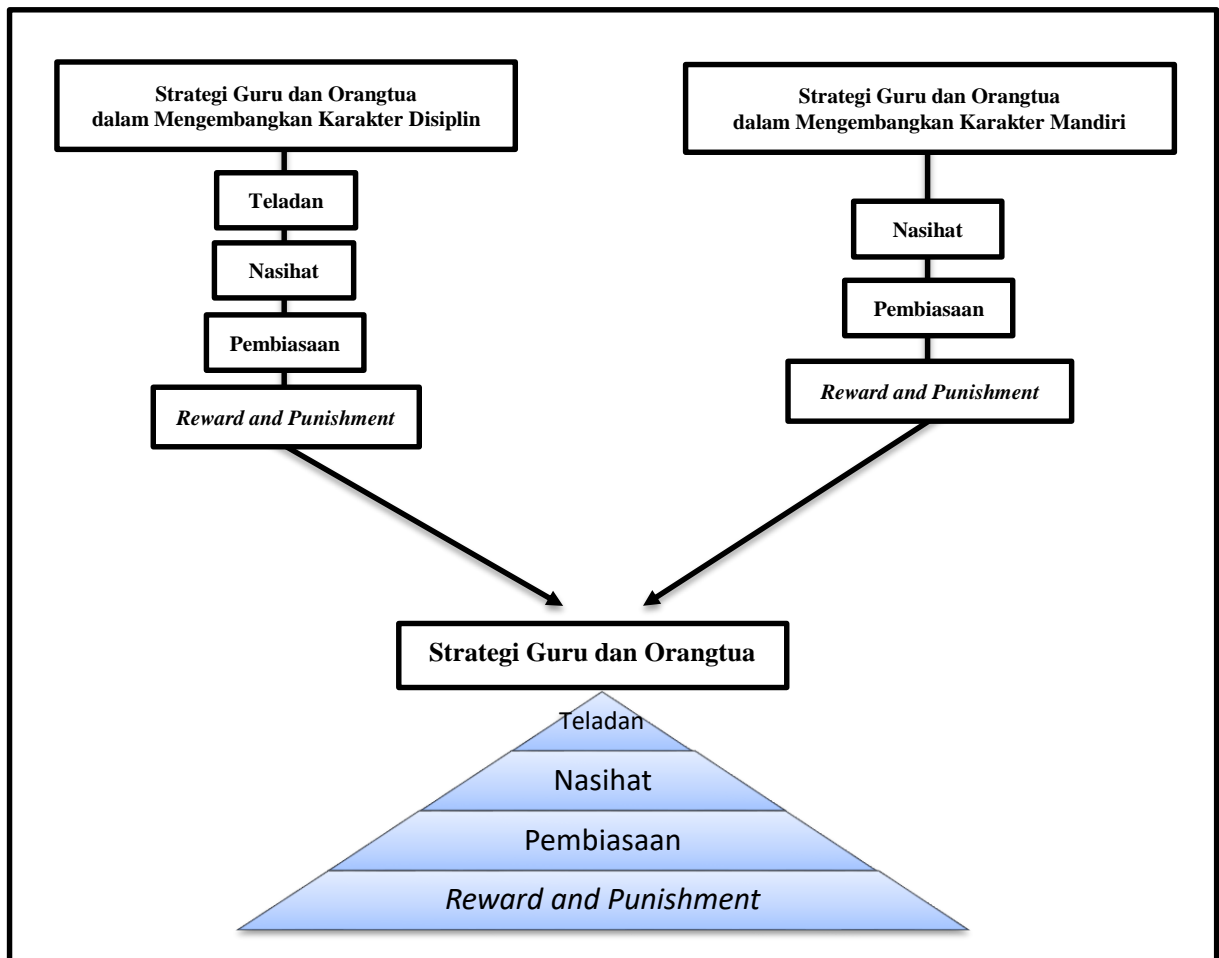 Strategi Guru dan Orangtua
dalam Mengembangkan Karakter Disiplin
Teladan
Nasihat
Pembiasaan
Reward and Punishment
Strategi Guru dan Orangtua
dalam Mengembangkan Karakter Mandiri
Nasihat
Pembiasaan
Reward and Punishment
Strategi Guru dan Orangtua
Teladan
Nasihat
Pembiasaan
Reward and Punishment